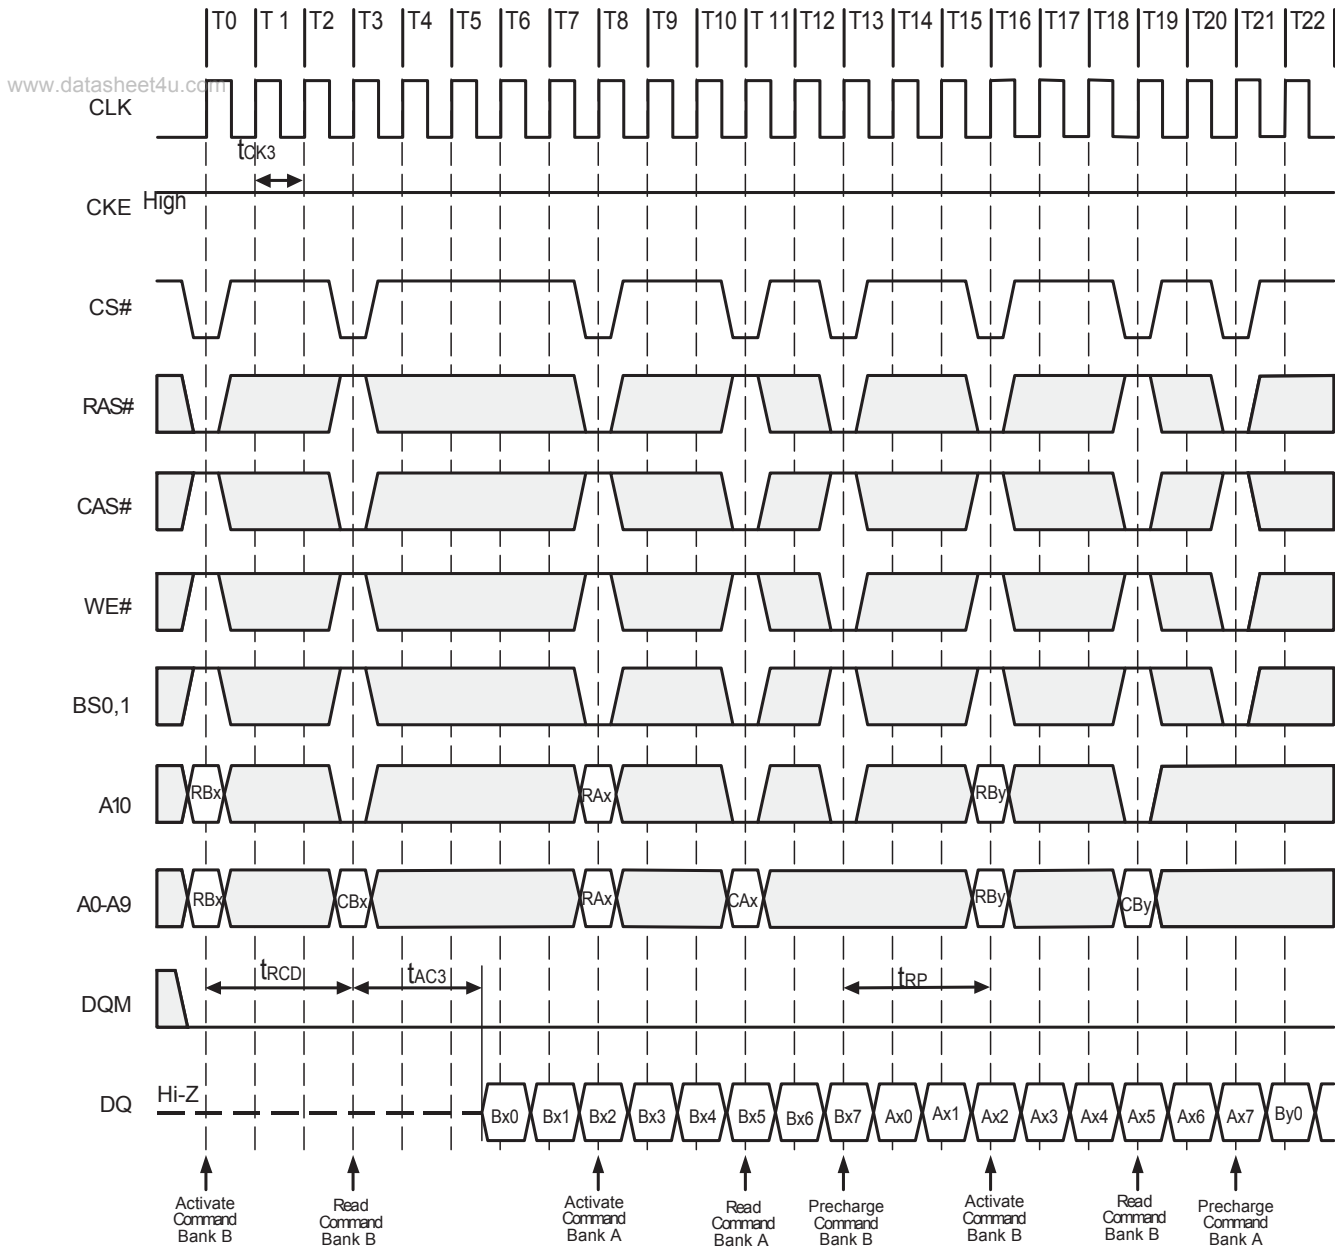 T0 T 1 T2 T3 T4 T5 T6 T7 T8 T9 T10 T 11 T12 T13 T14 T15 T16 T17 T18 T19 T20 T21 T22
www.datasheet4u.com
CLK
tCK3
CKE High
CS#
RAS#
CAS#
WE#
BS0,1
A10 RBx RAx RBy
A0-A9 RBx CBx RAx CAx RBy CBy
tRCD tAC3 tRP
DQM
Hi-Z
DQ Bx0 Bx1 Bx2 Bx3 Bx4 Bx5 Bx6 Bx7 Ax0 Ax1 Ax2 Ax3 Ax4 Ax5 Ax6 Ax7 By0
Activate
Command
Bank B
Read
Command
Bank B
Activate
Command
Bank A
Read
Command
Bank A
Precharge
Command
Bank B
Activate
Command
Bank B
Read
Command
Bank B
Precharge
Command
Bank A